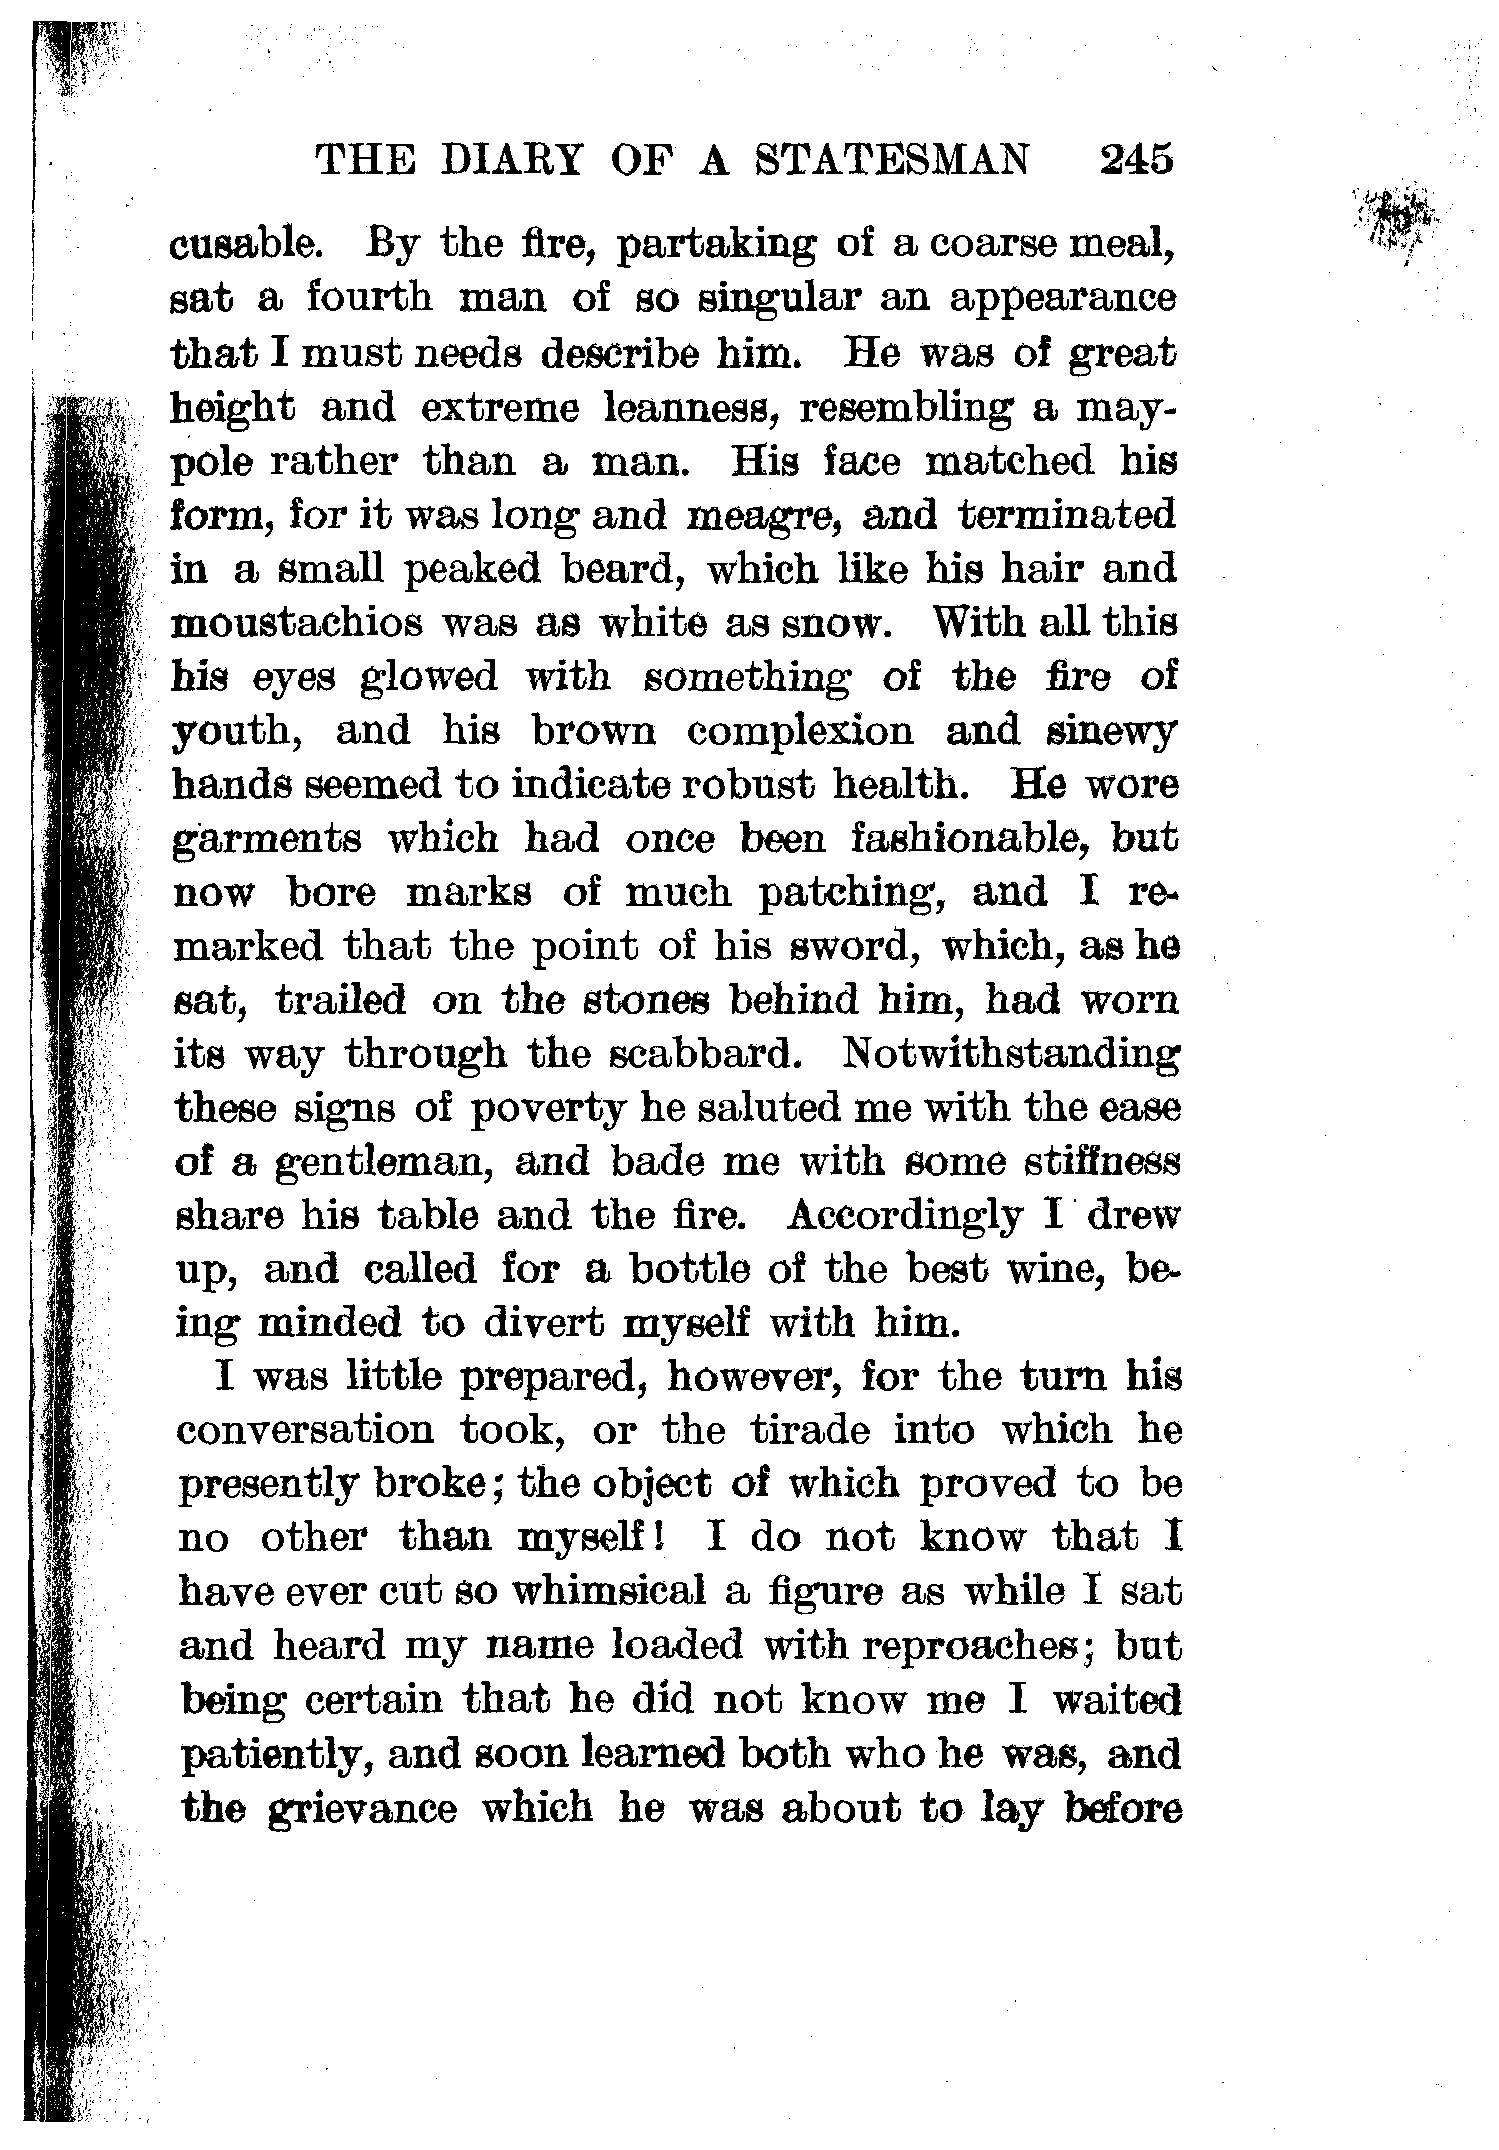 THE DIARY OF A STATESMAN 245
cusable. By the fire, partaking of a coarse meal,
sat a fourth man of so singular an appearance
that I must needs describe him. He was of great
height and extreme leanness, resembling a may-
pole rather than a man. His face matched his
form, for it was long and meagre, and terminated
in a small peaked beard, which like his hair and
moustachios was as white as snow. With all this
his eyes glowed with something of the fire of
youth, and his brown complexion and sinewy
hands seemed to indicate robust health. He wore
garments which had once been fashionable, but
now bore marks of much patching, and I re-
marked that the point of his sword, which, as he
sat, trailed on the stones behind him, had worn
its way through the scabbard. Notwithstanding
these signs of poverty he saluted me with the ease
of a gentleman, and bade me with some stiffness
share his table and the fire. Accordingly I drew
up, and called for a bottle of the best wine, be-
ing minded to divert myself with him.
I was little prepared, however, for the turn his
conversation took, or the tirade into which he
presently broke; the object of which proved to be
no other than myself! I do not know that I
have ever cut so whimsical a figure as while I sat
and heard my name loaded with reproaches; but
being certain that he did not know me I waited
patiently, and soon learned both who he was, and
the grievance which he was about to lay before